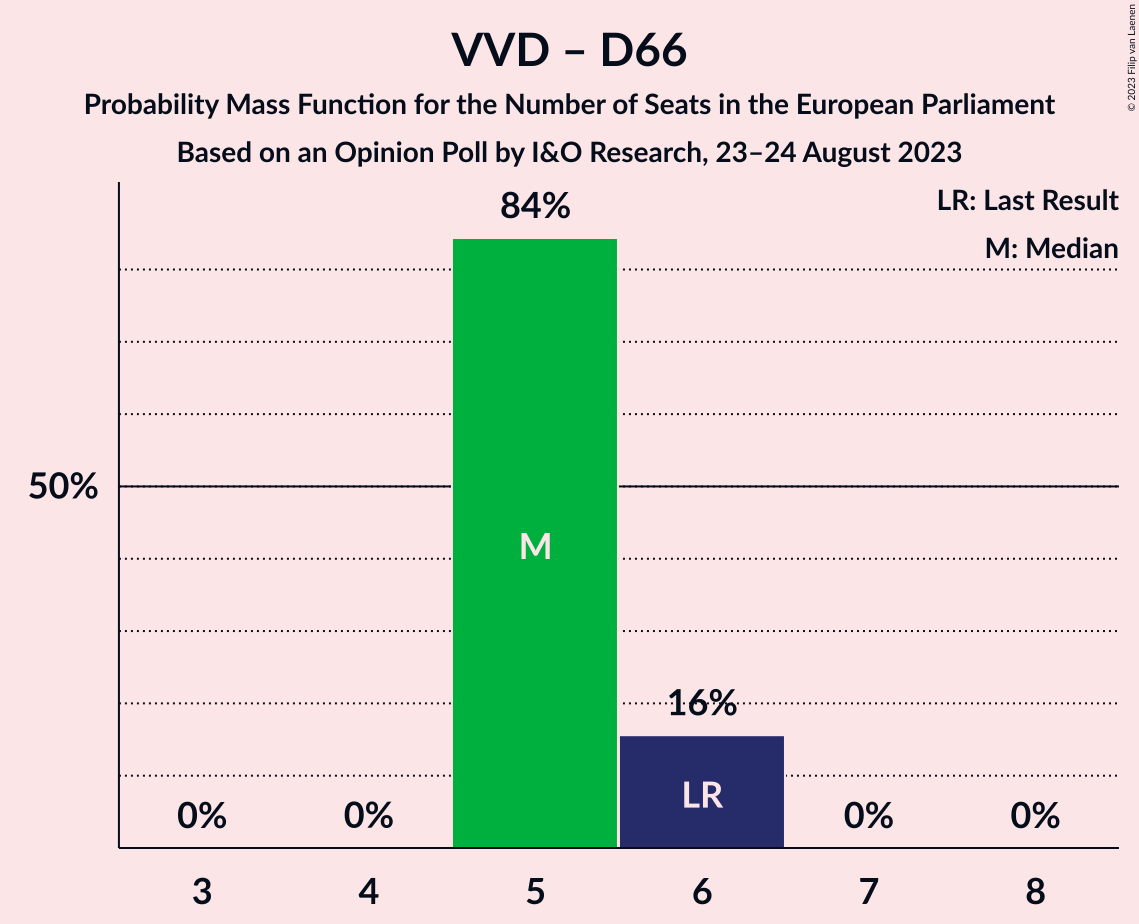 VVD – D66
Probability Mass Function for the Number of Seats in the European Parliament
Based on an Opinion Poll by I&O Research, 23–24 August 2023
© 2023 Filip van Laenen
LR: Last Result
M: Median
84%
50%
M
16%
LR
0% 0% 0% 0%
3 4 5 6 7 8